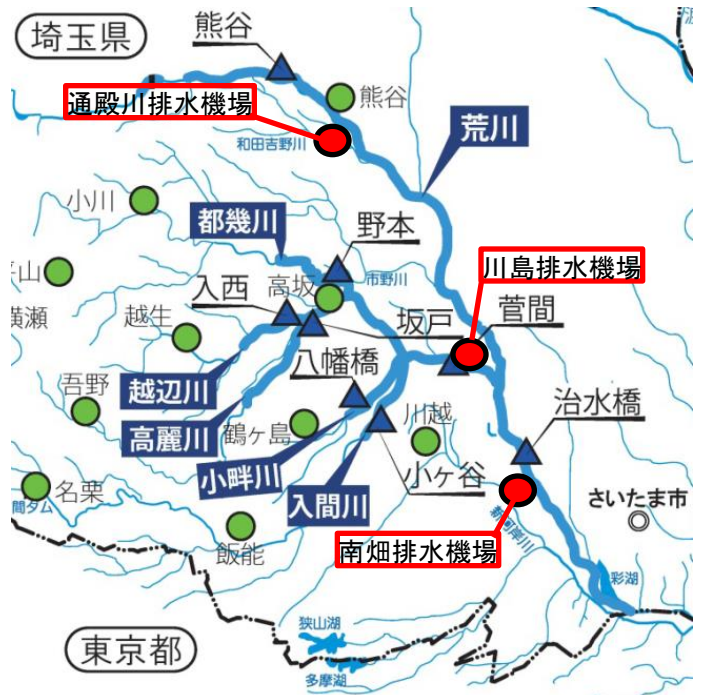 埼玉県
熊谷
通殿川排水機場
熊谷
和田吉野川
荒川
小川
都幾川
野本
市野川
川島排水機場
入西
高坂
菅間
横瀬
越生
坂戸
八幡橋
越辺川
吾野
高麗川
鶴ヶ島
川越
治水橋
小畔川
小ヶ谷
名栗
入間川
さいたま市
間ダム
新河岸川
飯能
南畑排水機場
彩湖
狭山湖
東京都
多摩湖